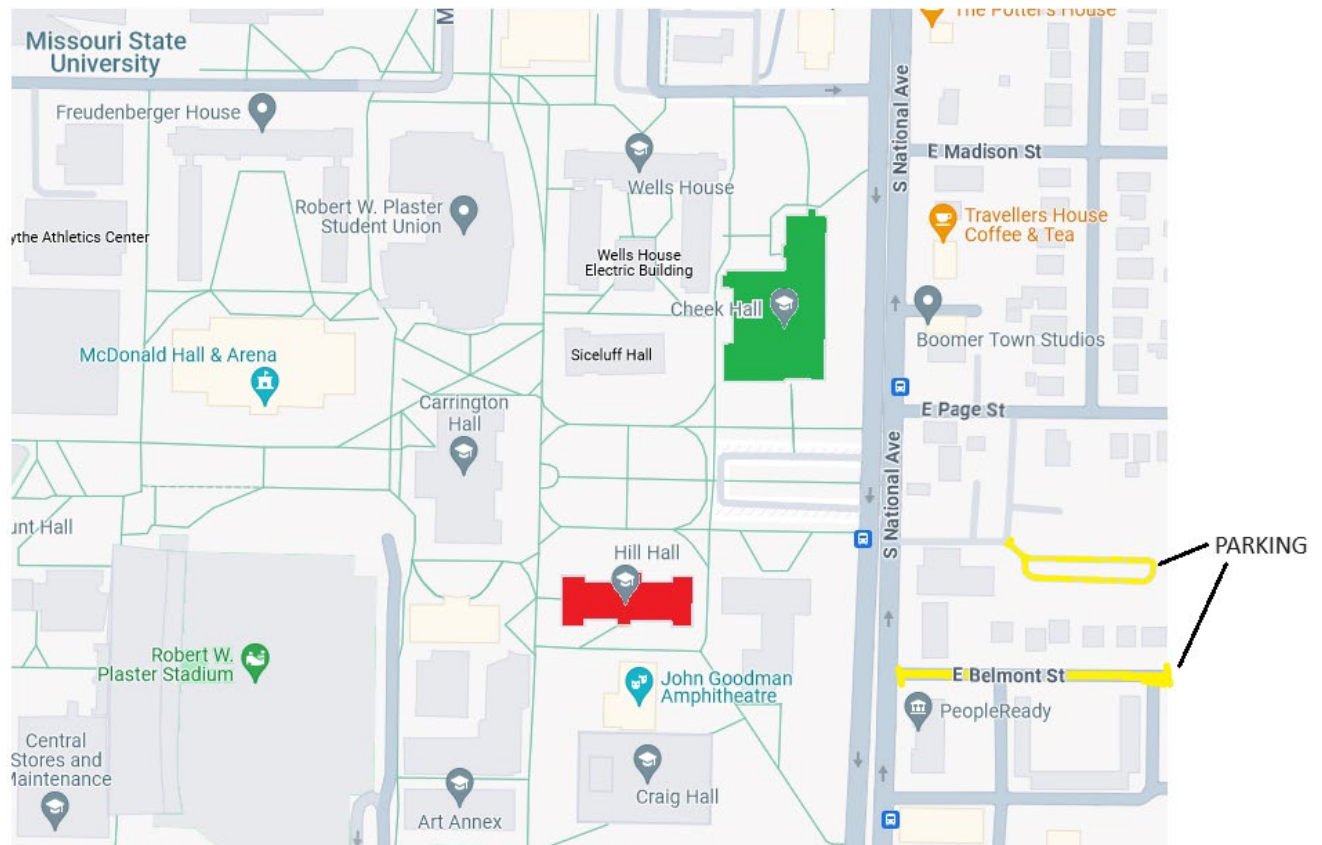 The Potter's House
M
Missouri State
University
Freudenberger House
S National Ave
E Madison St
Wells House
Robert W. Plaster
Student Union
Travellers House
Coffee & Tea
ythe Athletics Center
Wells House
Electric Building
Cheek Hall
Boomer Town Studios
McDonald Hall & Arena
Siceluff Hall
Carrington
Hall
E Page St
S National Ave
unt Hall
Hill Hall
PARKING
Robert W.
Plaster Stadium
John Goodman
Amphitheatre
E Belmont St
PeopleReady
Central
Stores and
Maintenance
Craig Hall
Art Annex